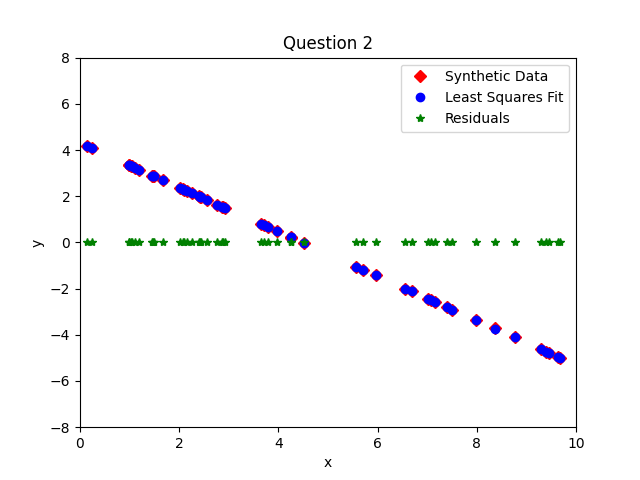 Question 2
Synthetic Data
Least Squares Fit
Residuals
8
6
4
2
0
−2
−4
−6
−8
y
0 2 4 6 8 10
x